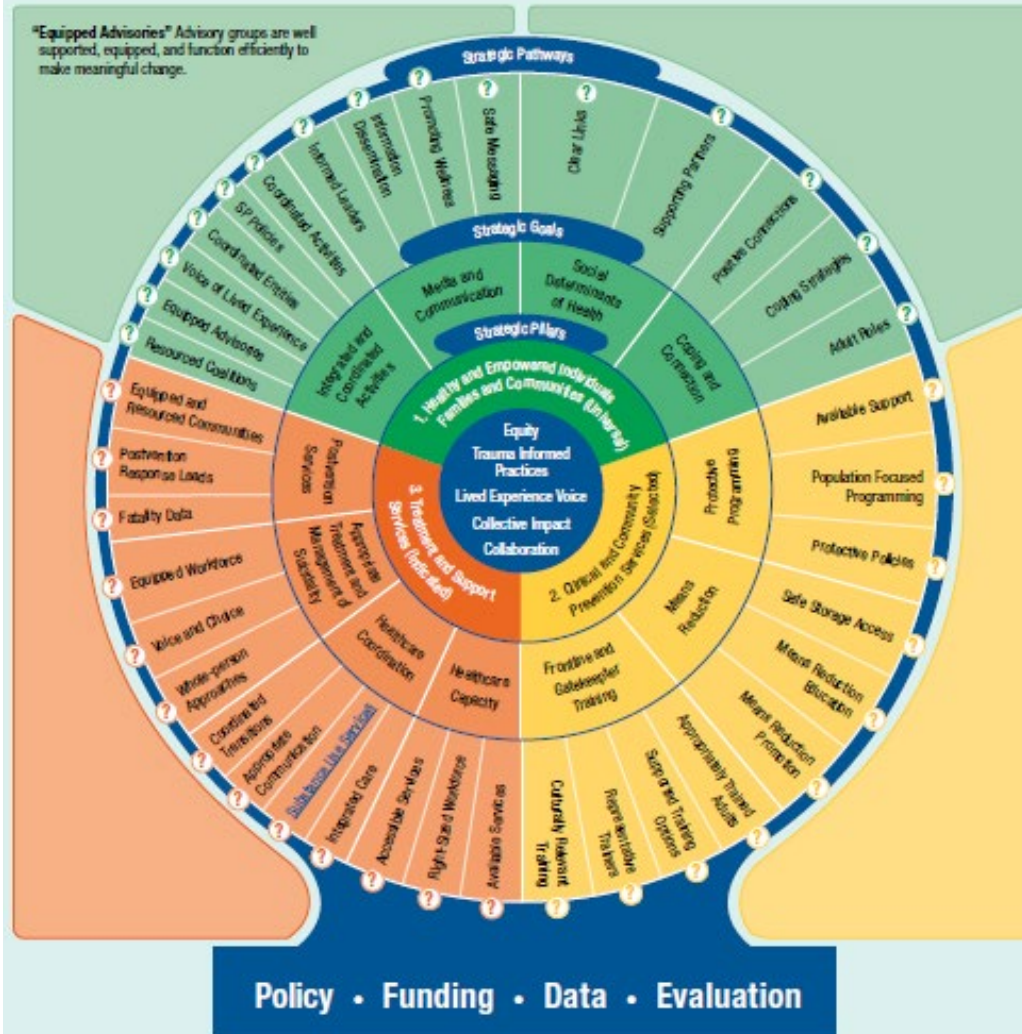 "Equipped Advisories" Advisory groups are well
supported, equipped, and function efficiently to
make meaningful change.
Strategic Pathways
Resourced Coalitions
Equipped Advisories
Voice of Lived Experience
Coordinated Entities
SP Policies
Coordinated Activities
Informed Leaders
Information
Dissemination
Promoting Wellness
Safe Messaging
Clear Links
Supporting Partners
Positive Connections
Coping Strategies
Adult Roles
Strategic Goals
Integrated and
Coordinated
Activities
Media and
Communication
Social
Determinants
of Health
Coping and
Connection
Strategic Pillars
1. Healthy and Empowered Individuals
Families and Communities (Universal)
Equity
Trauma Informed
Practices
Lived Experience Voice
Collective Impact
Collaboration
2. Clinical and Community
Prevention Services (Selected)
Protective
Programming
Means
Reduction
Frontline and
Gatekeeper
Training
Available Support
Population Focused
Programming
Protective Policies
Safe Storage Access
Means Reduction
Education
Means Reduction
Promotion
Appropriately Trained
Adults
Supported Training
Options
Representative
Trainers
Culturally Relevant
Training
3. Treatment and Support
Services (Indicated)
Postvention
Services
Appropriate
Treatment and
Management of
Suicidality
Healthcare
Coordination
Healthcare
Capacity
Equipped and
Resourced Communities
Postvention
Response Leads
Fatality Data
Equipped Workforce
Voice and Choice
Whole-person
Approaches
Coordinated
Transitions
Appropriate
Communication
Substance Use Services
Integrated Care
Accessible Services
Right-Sized Workforce
Available Services
Policy • Funding • Data • Evaluation